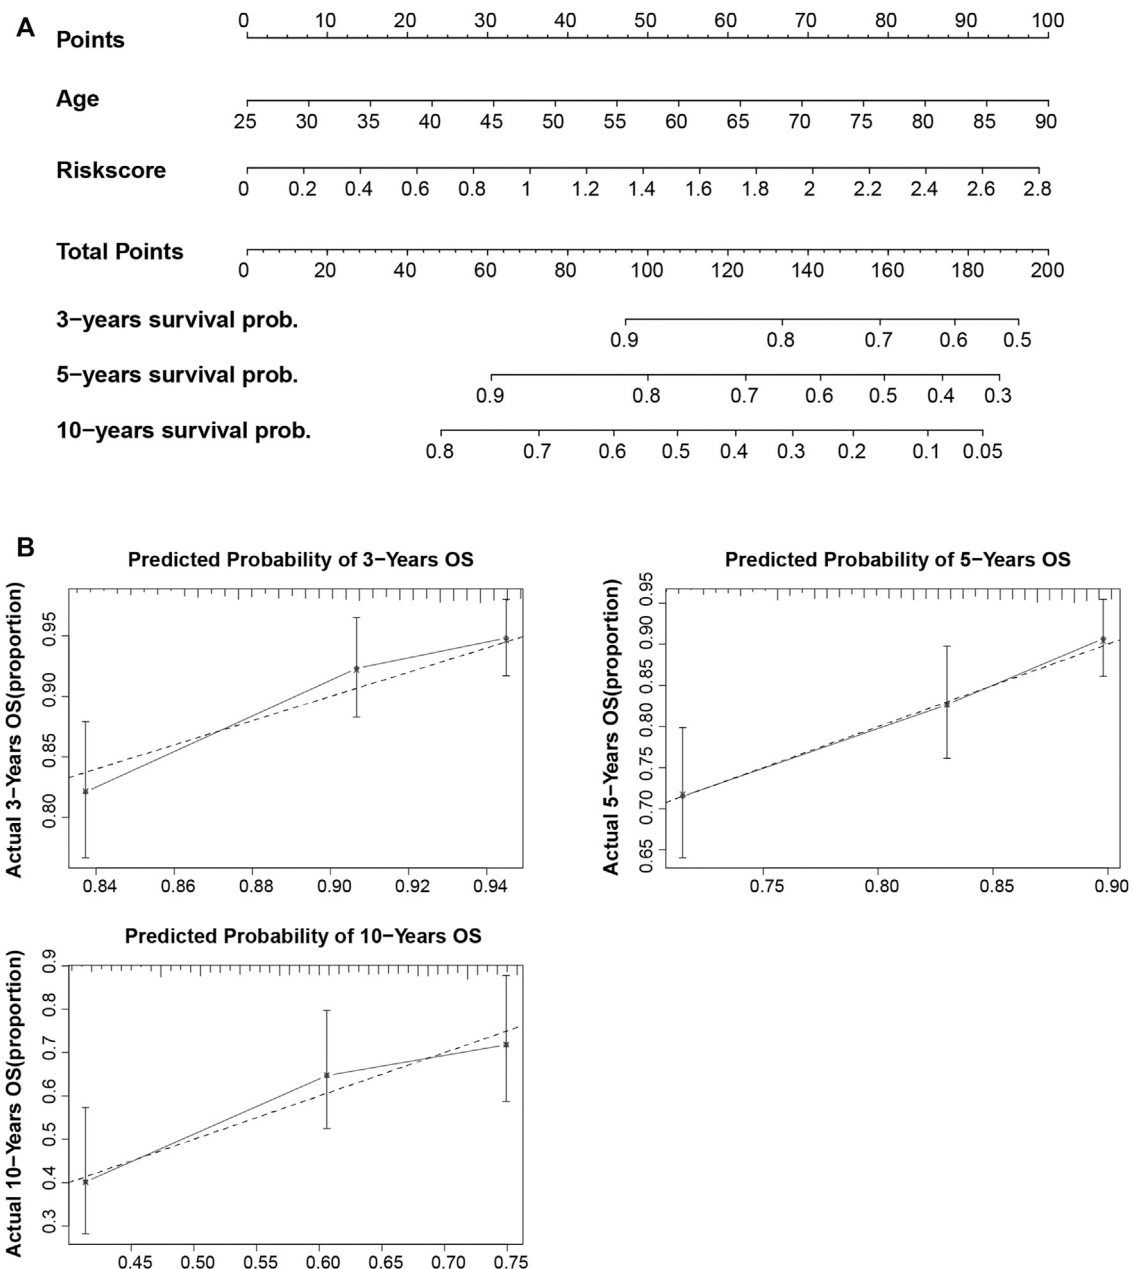 A
Points
0 10 20 30 40 50 60 70 80 90 100
Age
25 30 35 40 45 50 55 60 65 70 75 80 85 90
Riskscore
0 0.2 0.4 0.6 0.8 1 1.2 1.4 1.6 1.8 2 2.2 2.4 2.6 2.8
Total Points
0 20 40 60 80 100 120 140 160 180 200
3−years survival prob.
0.9 0.8 0.7 0.6 0.5
5−years survival prob.
0.9 0.8 0.7 0.6 0.5 0.4 0.3
10−years survival prob.
0.8 0.7 0.6 0.5 0.4 0.3 0.2 0.1 0.05
B
Predicted Probability of 3−Years OS
Actual 3−Years OS(proportion)
0.95
0.90
0.85
0.80
0.84 0.86 0.88 0.90 0.92 0.94
Predicted Probability of 5−Years OS
Actual 5−Years OS(proportion)
0.95
0.90
0.85
0.80
0.75
0.70
0.65
0.75 0.80 0.85 0.90
Predicted Probability of 10−Years OS
Actual 10−Years OS(proportion)
0.9
0.8
0.7
0.6
0.5
0.4
0.3
0.45 0.50 0.55 0.60 0.65 0.70 0.75